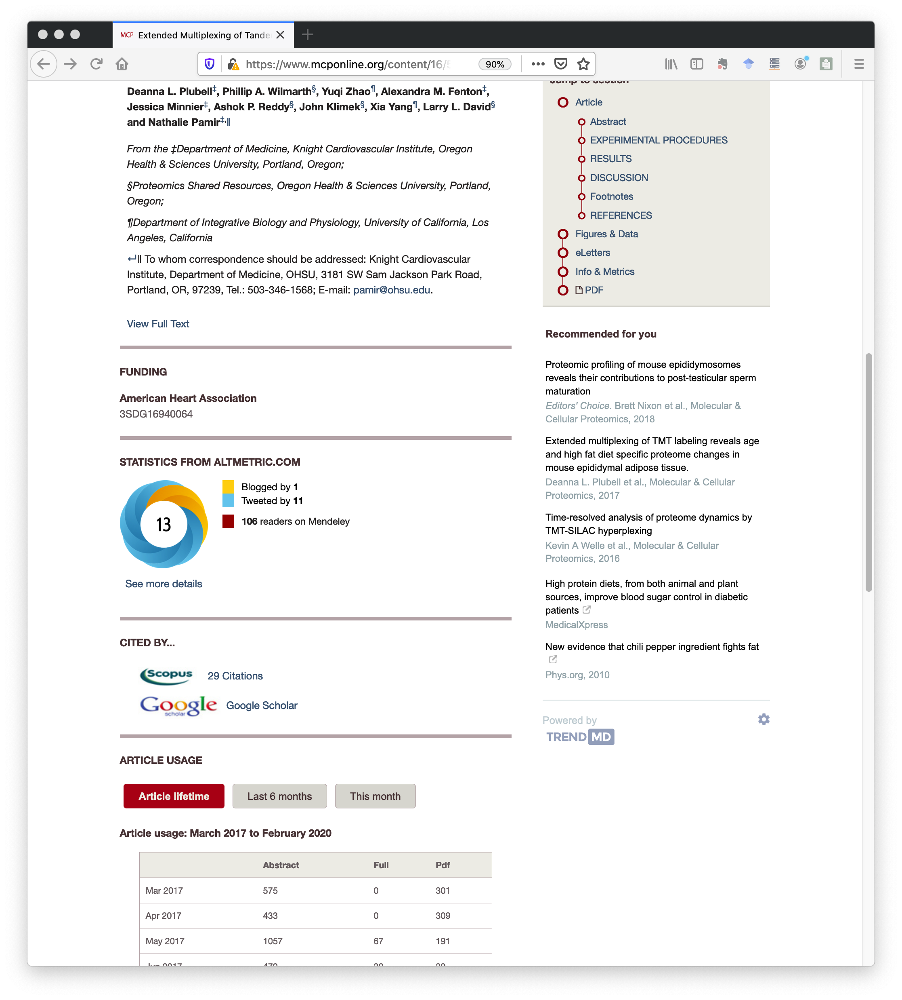 MCP Extended Multiplexing of Tande
https://www.mcponline.org/content/16/
90%
Deanna L. Plubell‡, Phillip A. Wilmarth§, Yuqi Zhao¶, Alexandra M. Fenton‡,
Jessica Minnier‡, Ashok P. Reddy§, John Klimek§, Xia Yang¶, Larry L. David§
and Nathalie Pamir‡,‖
From the ‡Department of Medicine, Knight Cardiovascular Institute, Oregon
Health & Sciences University, Portland, Oregon;
§Proteomics Shared Resources, Oregon Health & Sciences University, Portland,
Oregon;
¶Department of Integrative Biology and Physiology, University of California, Los
Angeles, California
↵‖ To whom correspondence should be addressed: Knight Cardiovascular
Institute, Department of Medicine, OHSU, 3181 SW Sam Jackson Park Road,
Portland, OR, 97239, Tel.: 503-346-1568; E-mail: pamir@ohsu.edu.
View Full Text
FUNDING
American Heart Association
3SDG16940064
STATISTICS FROM ALTMETRIC.COM
13
Blogged by 1
Tweeted by 11
106 readers on Mendeley
See more details
CITED BY...
Scopus 29 Citations
Google scholar Google Scholar
ARTICLE USAGE
Article lifetime Last 6 months This month
Article usage: March 2017 to February 2020
Abstract Full Pdf
Mar 2017 575 0 301
Apr 2017 433 0 309
May 2017 1057 67 191
Jun 2017
Jump to section
Article
Abstract
EXPERIMENTAL PROCEDURES
RESULTS
DISCUSSION
Footnotes
REFERENCES
Figures & Data
eLetters
Info & Metrics
PDF
Recommended for you
Proteomic profiling of mouse epididymosomes
reveals their contributions to post-testicular sperm
maturation
Editors' Choice. Brett Nixon et al., Molecular &
Cellular Proteomics, 2018
Extended multiplexing of TMT labeling reveals age
and high fat diet specific proteome changes in
mouse epididymal adipose tissue.
Deanna L. Plubell et al., Molecular & Cellular
Proteomics, 2017
Time-resolved analysis of proteome dynamics by
TMT-SILAC hyperplexing
Kevin A Welle et al., Molecular & Cellular
Proteomics, 2016
High protein diets, from both animal and plant
sources, improve blood sugar control in diabetic
patients
MedicalXpress
New evidence that chili pepper ingredient fights fat
Phys.org, 2010
Powered by
TREND MD